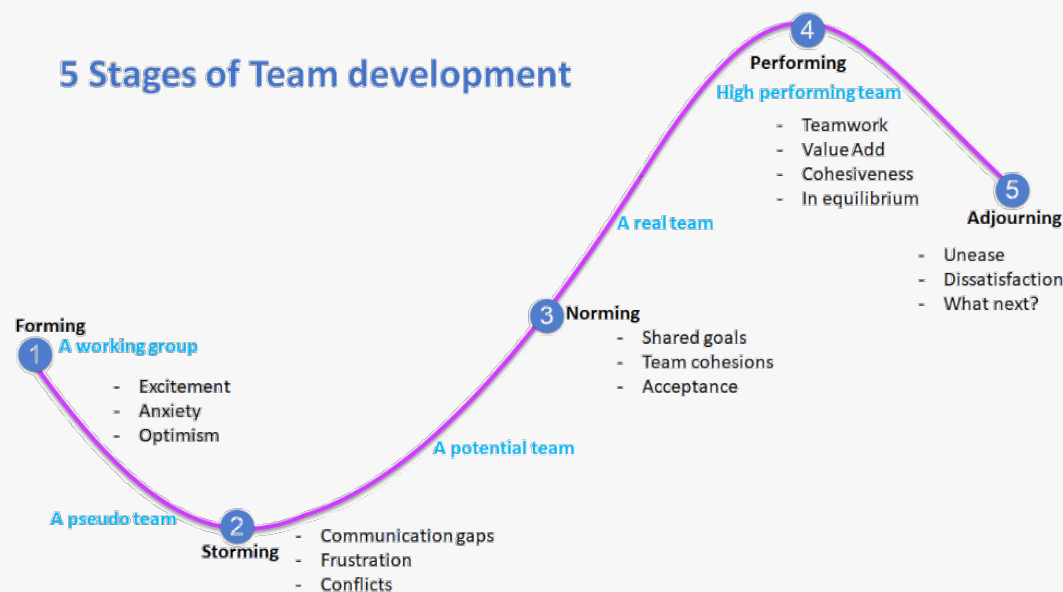 5 Stages of Team development
1
Forming
A working group
- Excitement
- Anxiety
- Optimism
A pseudo team
2
Storming
- Communication gaps
- Frustration
- Conflicts
A potential team
3
Norming
- Shared goals
- Team cohesions
- Acceptance
A real team
4
Performing
High performing team
- Teamwork
- Value Add
- Cohesiveness
- In equilibrium
5
Adjourning
- Unease
- Dissatisfaction
- What next?